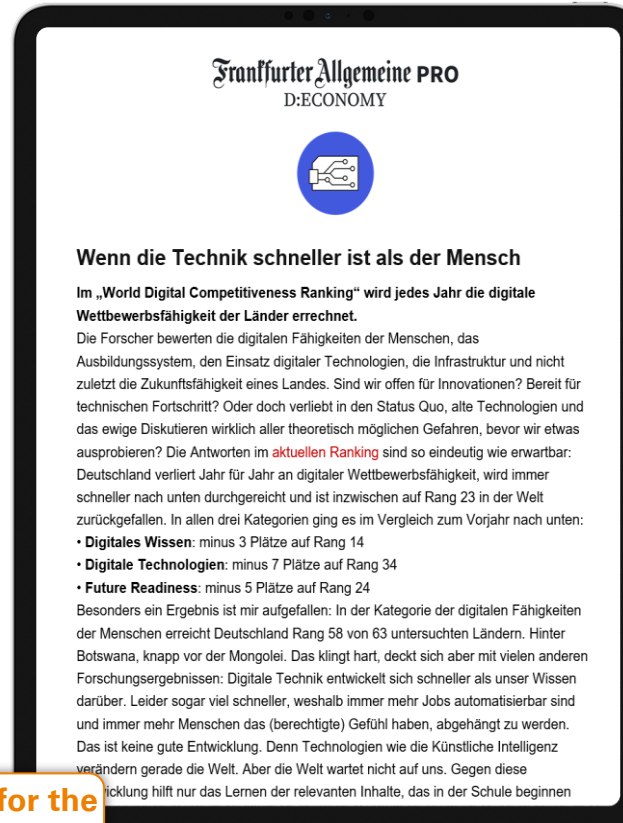 Frankfurter Allgemeine PRO
D:ECONOMY
Wenn die Technik schneller ist als der Mensch
Im „World Digital Competitiveness Ranking“ wird jedes Jahr die digitale
Wettbewerbsfähigkeit der Länder errechnet.
Die Forscher bewerten die digitalen Fähigkeiten der Menschen, das
Ausbildungssystem, den Einsatz digitaler Technologien, die Infrastruktur und nicht
zuletzt die Zukunftsfähigkeit eines Landes. Sind wir offen für Innovationen? Bereit für
technischen Fortschritt? Oder doch verliebt in den Status Quo, alte Technologien und
das ewige Diskutieren wirklich aller theoretisch möglichen Gefahren, bevor wir etwas
ausprobieren? Die Antworten im aktuellen Ranking sind so eindeutig wie erwartbar:
Deutschland verliert Jahr für Jahr an digitaler Wettbewerbsfähigkeit, wird immer
schneller nach unten durchgereicht und ist inzwischen auf Rang 23 in der Welt
zurückgefallen. In allen drei Kategorien ging es im Vergleich zum Vorjahr nach unten:
• Digitales Wissen: minus 3 Plätze auf Rang 14
• Digitale Technologien: minus 7 Plätze auf Rang 34
• Future Readiness: minus 5 Plätze auf Rang 24
Besonders ein Ergebnis ist mir aufgefallen: In der Kategorie der digitalen Fähigkeiten
der Menschen erreicht Deutschland Rang 58 von 63 untersuchten Ländern. Hinter
Botswana, knapp vor der Mongolei. Das klingt hart, deckt sich aber mit vielen anderen
Forschungsergebnissen: Digitale Technik entwickelt sich schneller als unser Wissen
darüber. Leider sogar viel schneller, weshalb immer mehr Jobs automatisierbar sind
und immer mehr Menschen das (berechtigte) Gefühl haben, abgehängt zu werden.
Das ist keine gute Entwicklung. Denn Technologien wie die Künstliche Intelligenz
verändern gerade die Welt. Aber die Welt wartet nicht auf uns. Gegen diese
icklung hilft nur das Lernen der relevanten Inhalte, das in der Schule beginnen
for the